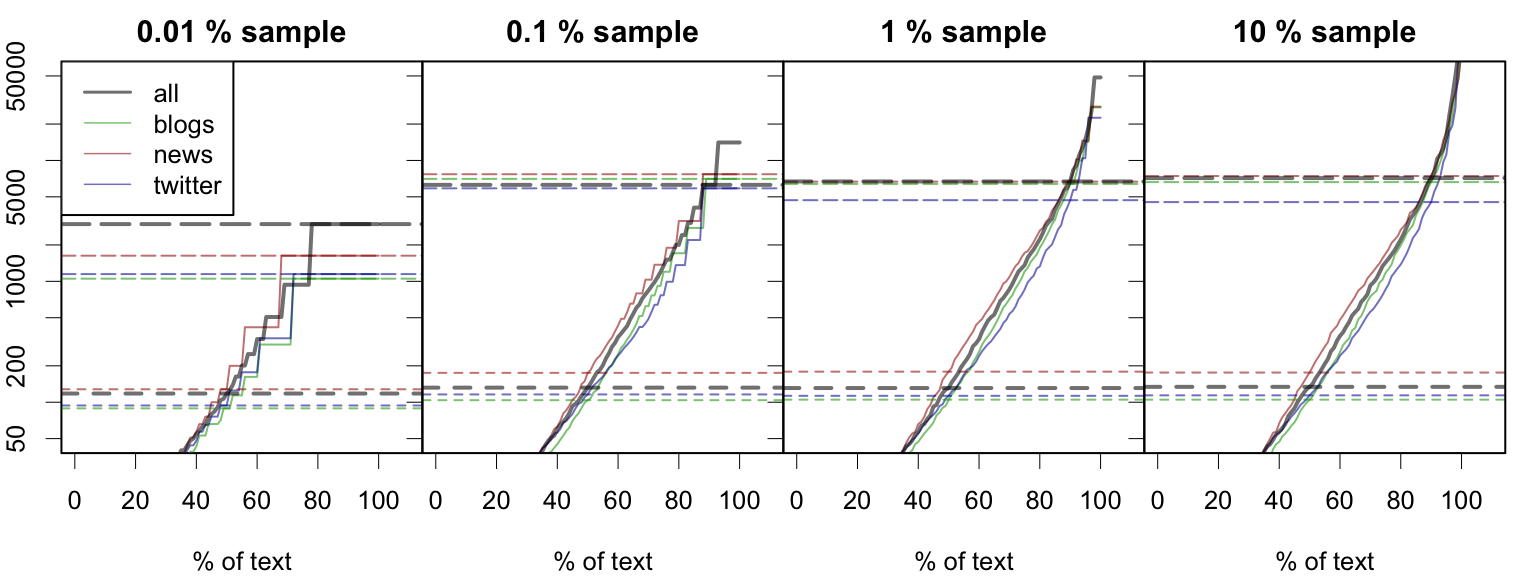 0.01 % sample
0.1 % sample
1 % sample
10 % sample
all
blogs
news
twitter
50000
5000
1000
200
50
0 20 40 60 80 100
0 20 40 60 80 100
0 20 40 60 80 100
0 20 40 60 80 100
% of text
% of text
% of text
% of text